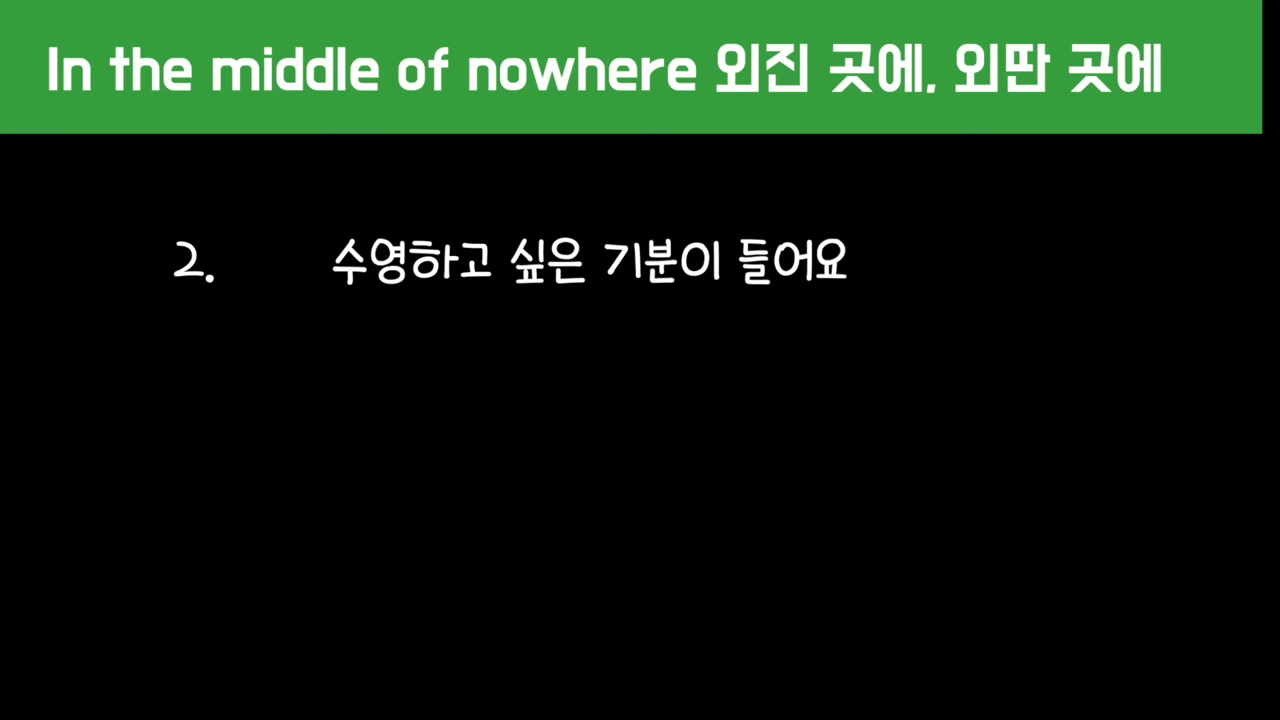 In the middle of nowhere 외진 곳에, 외딴 곳에
2. 수영하고 싶은 기분이 들어요